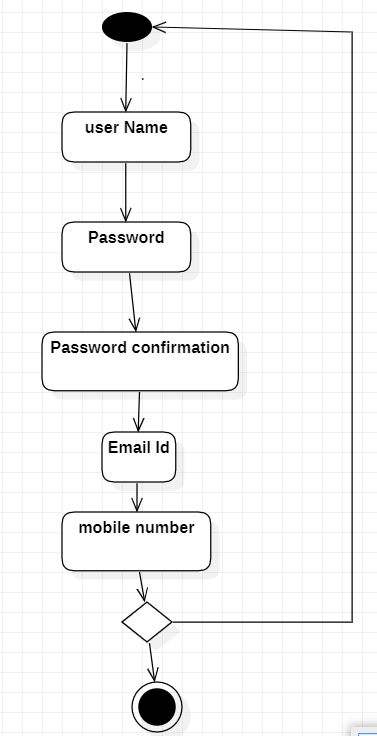 user Name
Password
Password confirmation
Email Id
mobile number